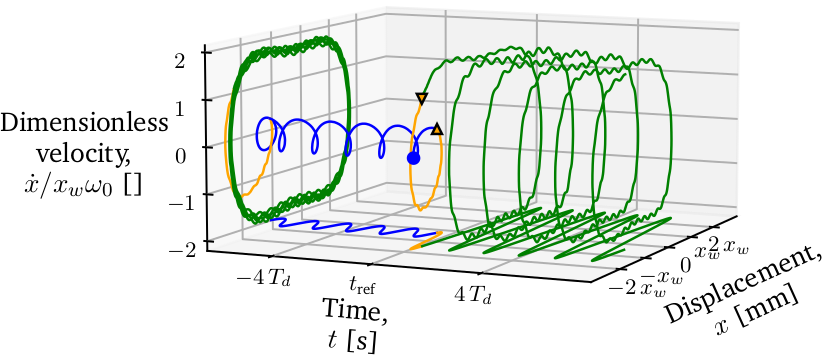 2
1
0
−1
−2
Dimensionless
velocity,
ẋ/x_wω_0 []
−4 T_d
t_ref
4 T_d
Time,
t [s]
−2 x_w
−x_w
0
x_w
2 x_w
Displacement,
x [mm]